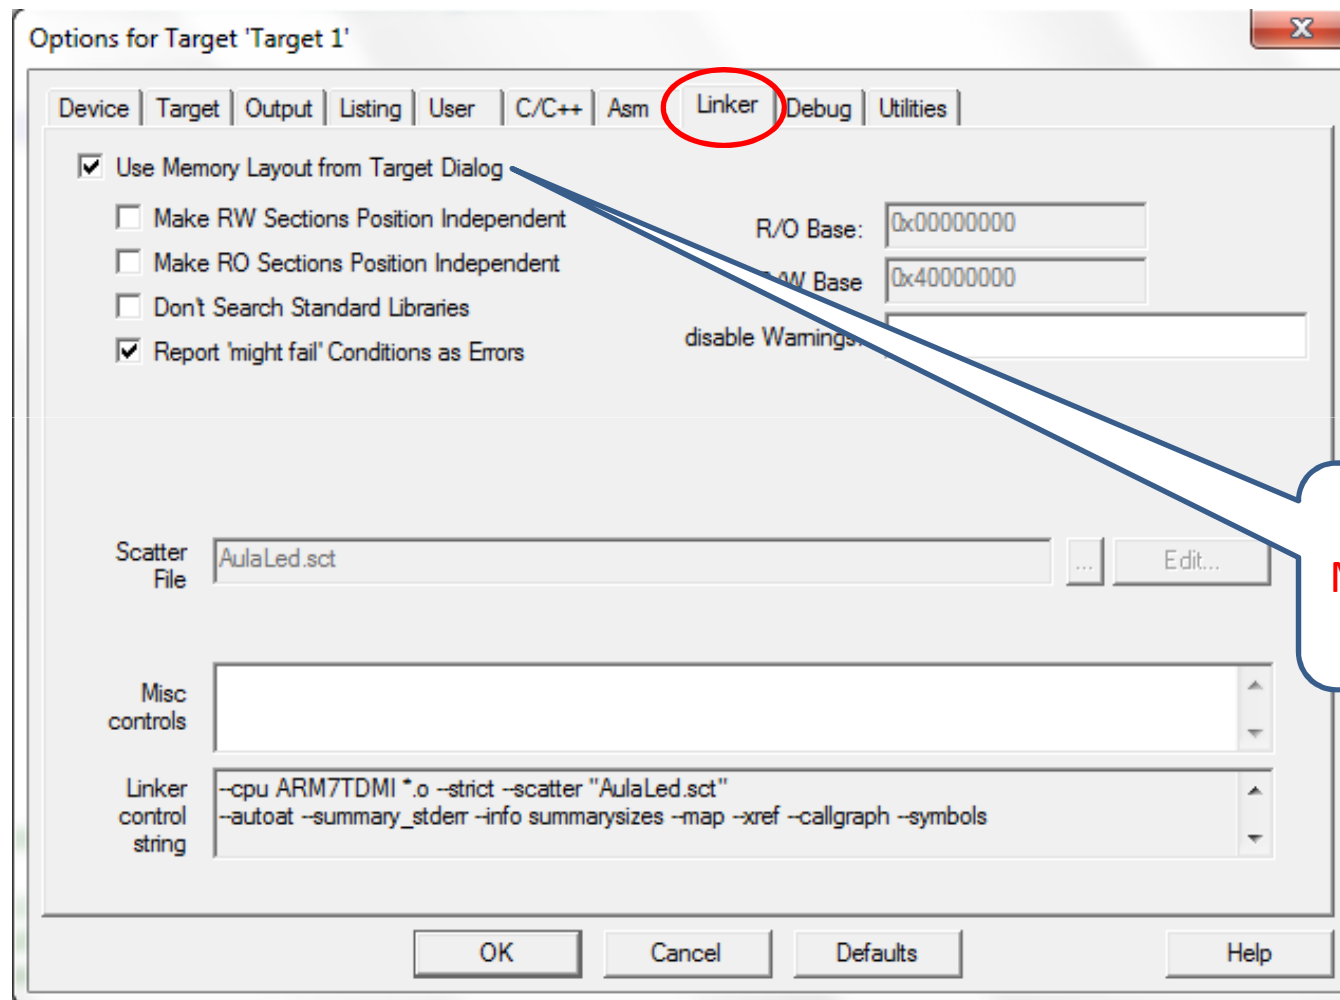 Options for Target 'Target 1'
Device Target Output Listing User C/C++ Asm Linker Debug Utilities
Use Memory Layout from Target Dialog
Make RW Sections Position Independent
Make RO Sections Position Independent
Don't Search Standard Libraries
Report 'might fail' Conditions as Errors
R/O Base: 0x00000000
R/W Base 0x40000000
disable Warnings:
Scatter File AulaLed.sct ... Edit...
Misc controls
Linker control string
--cpu ARM7TDMI *.o --strict --scatter "AulaLed.sct"
--autoat --summary_stderr --info summarysizes --map --xref --callgraph --symbols
OK Cancel Defaults Help